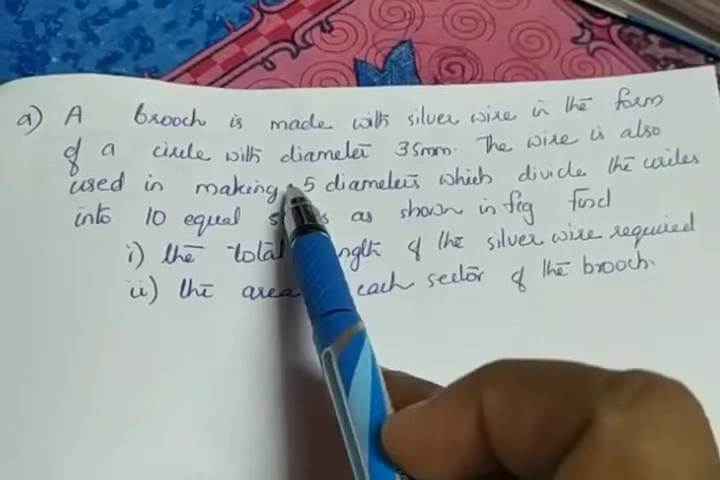 a) A brooch is made with silver wire in the form
of a circle with diameter 35mm. The wire is also
used in making 5 diameters which divide the circles
into 10 equal as shown in fig find
i) the total length of the silver wire required
ii) the area each sector of the brooch.